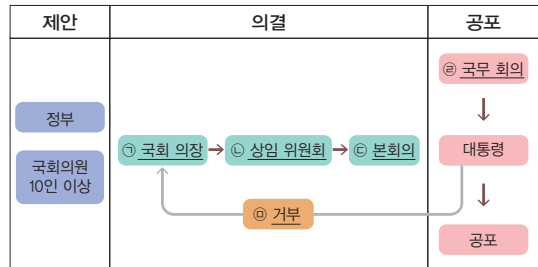 제안
의결
공포
정부
국회의원
10인 이상
㉠ 국회 의장
㉡ 상임 위원회
㉢ 본회의
㉣ 국무 회의
대통령
공포
㉤ 거부